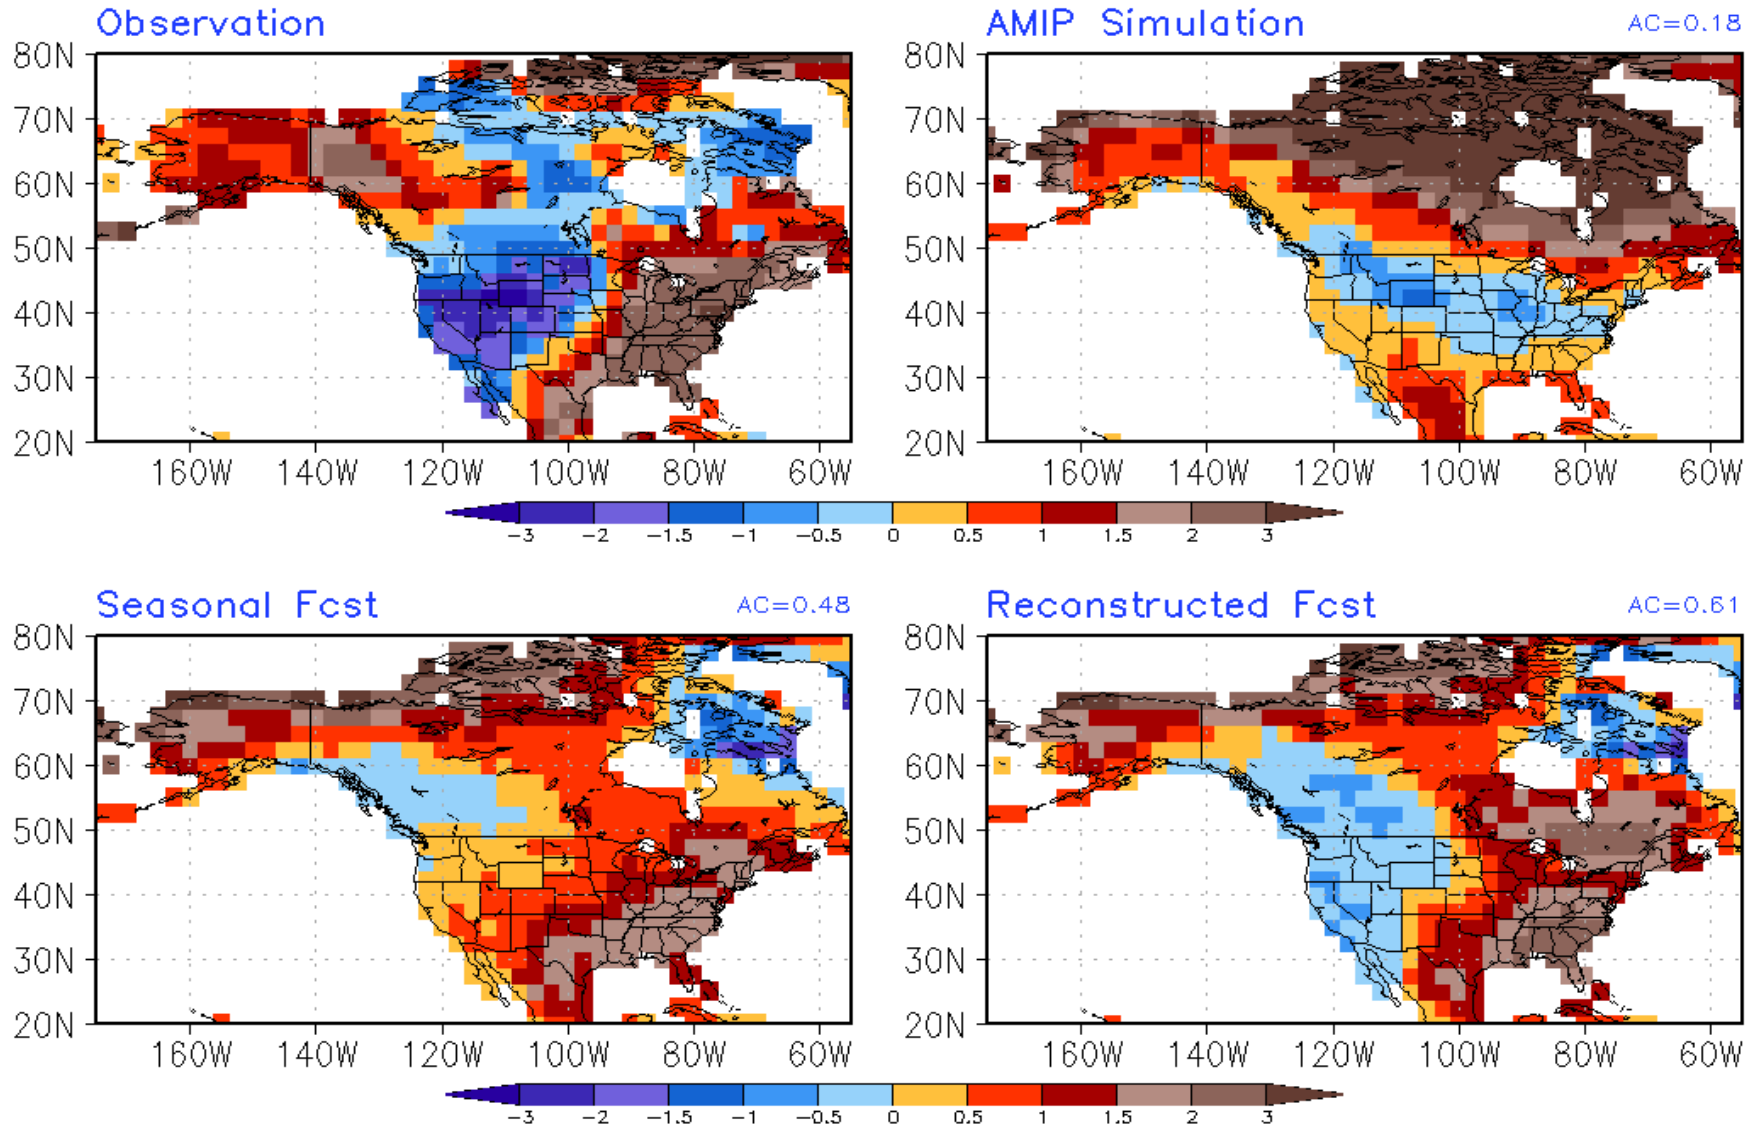 Observation
AMIP Simulation AC=0.18
80N 80N
70N 70N
60N 60N
50N 50N
40N 40N
30N 30N
20N 20N
160W 140W 120W 100W 80W 60W 160W 140W 120W 100W 80W 60W
-3 -2 -1.5 -1 -0.5 0 0.5 1 1.5 2 3
Seasonal Fcst AC=0.48
Reconstructed Fcst AC=0.61
80N 80N
70N 70N
60N 60N
50N 50N
40N 40N
30N 30N
20N 20N
160W 140W 120W 100W 80W 60W 160W 140W 120W 100W 80W 60W
-3 -2 -1.5 -1 -0.5 0 0.5 1 1.5 2 3